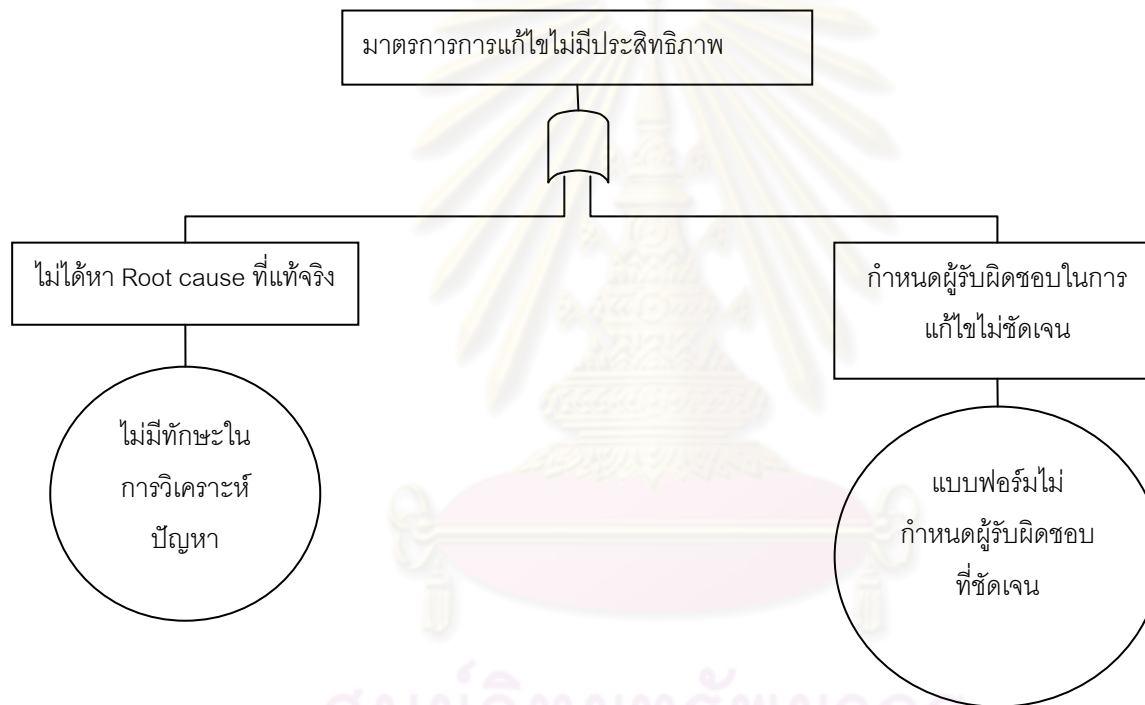 มาตรการการแก้ไขไม่มีประสิทธิภาพ
ไม่ได้หา Root cause ที่แท้จริง
กำหนดผู้รับผิดชอบในการ
แก้ไขไม่ชัดเจน
ไม่มีทักษะใน
การวิเคราะห์
ปัญหา
แบบฟอร์มไม่
กำหนดผู้รับผิดชอบ
ที่ชัดเจน